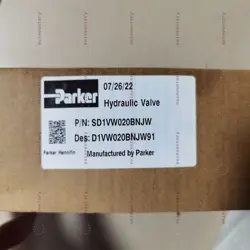 07/26/22
Parker
Hydraulic Valve
P/N: SD1VW020BNJW
Des: D1VW020BNJW91
Parker Hannifin
Manufactured by Parker